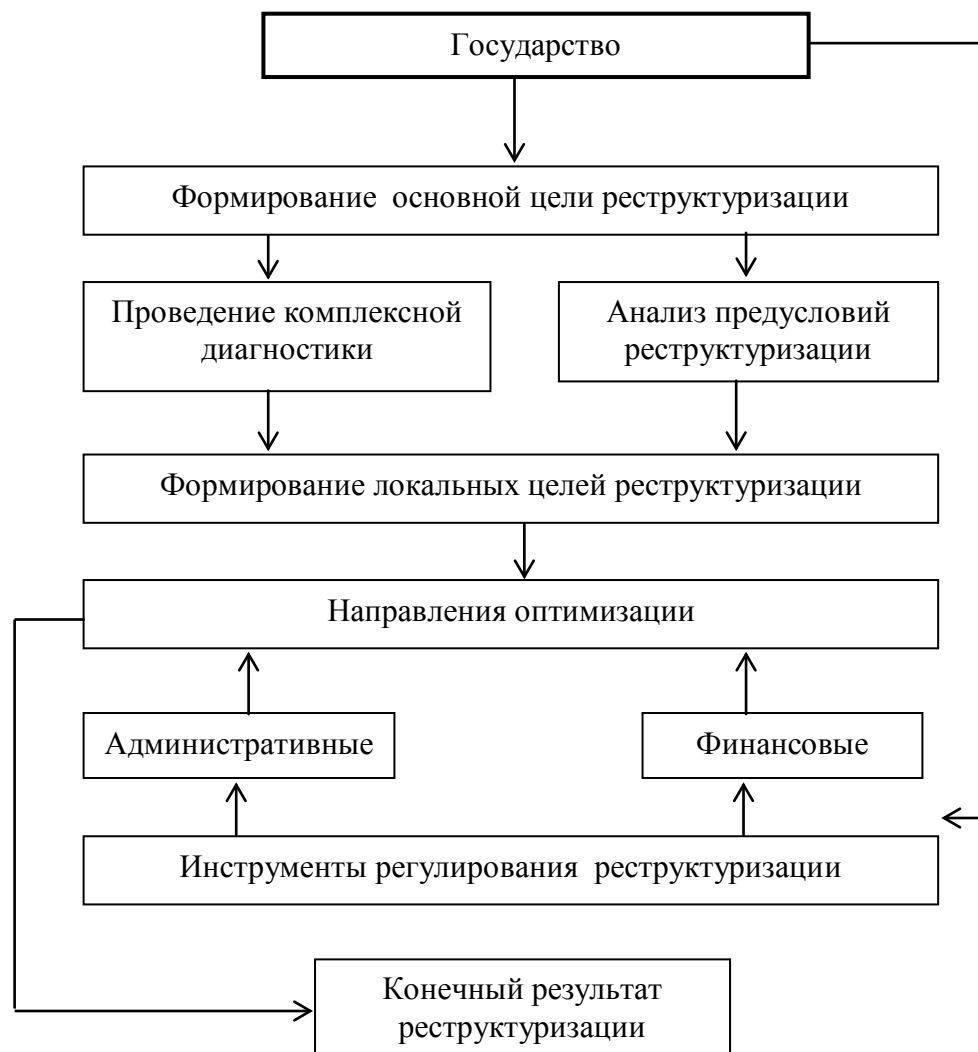 Государство
Формирование основной цели реструктуризации
Проведение комплексной
диагностики
Анализ предусловий
реструктуризации
Формирование локальных целей реструктуризации
Направления оптимизации
Административные
Финансовые
Инструменты регулирования реструктуризации
Конечный результат
реструктуризации